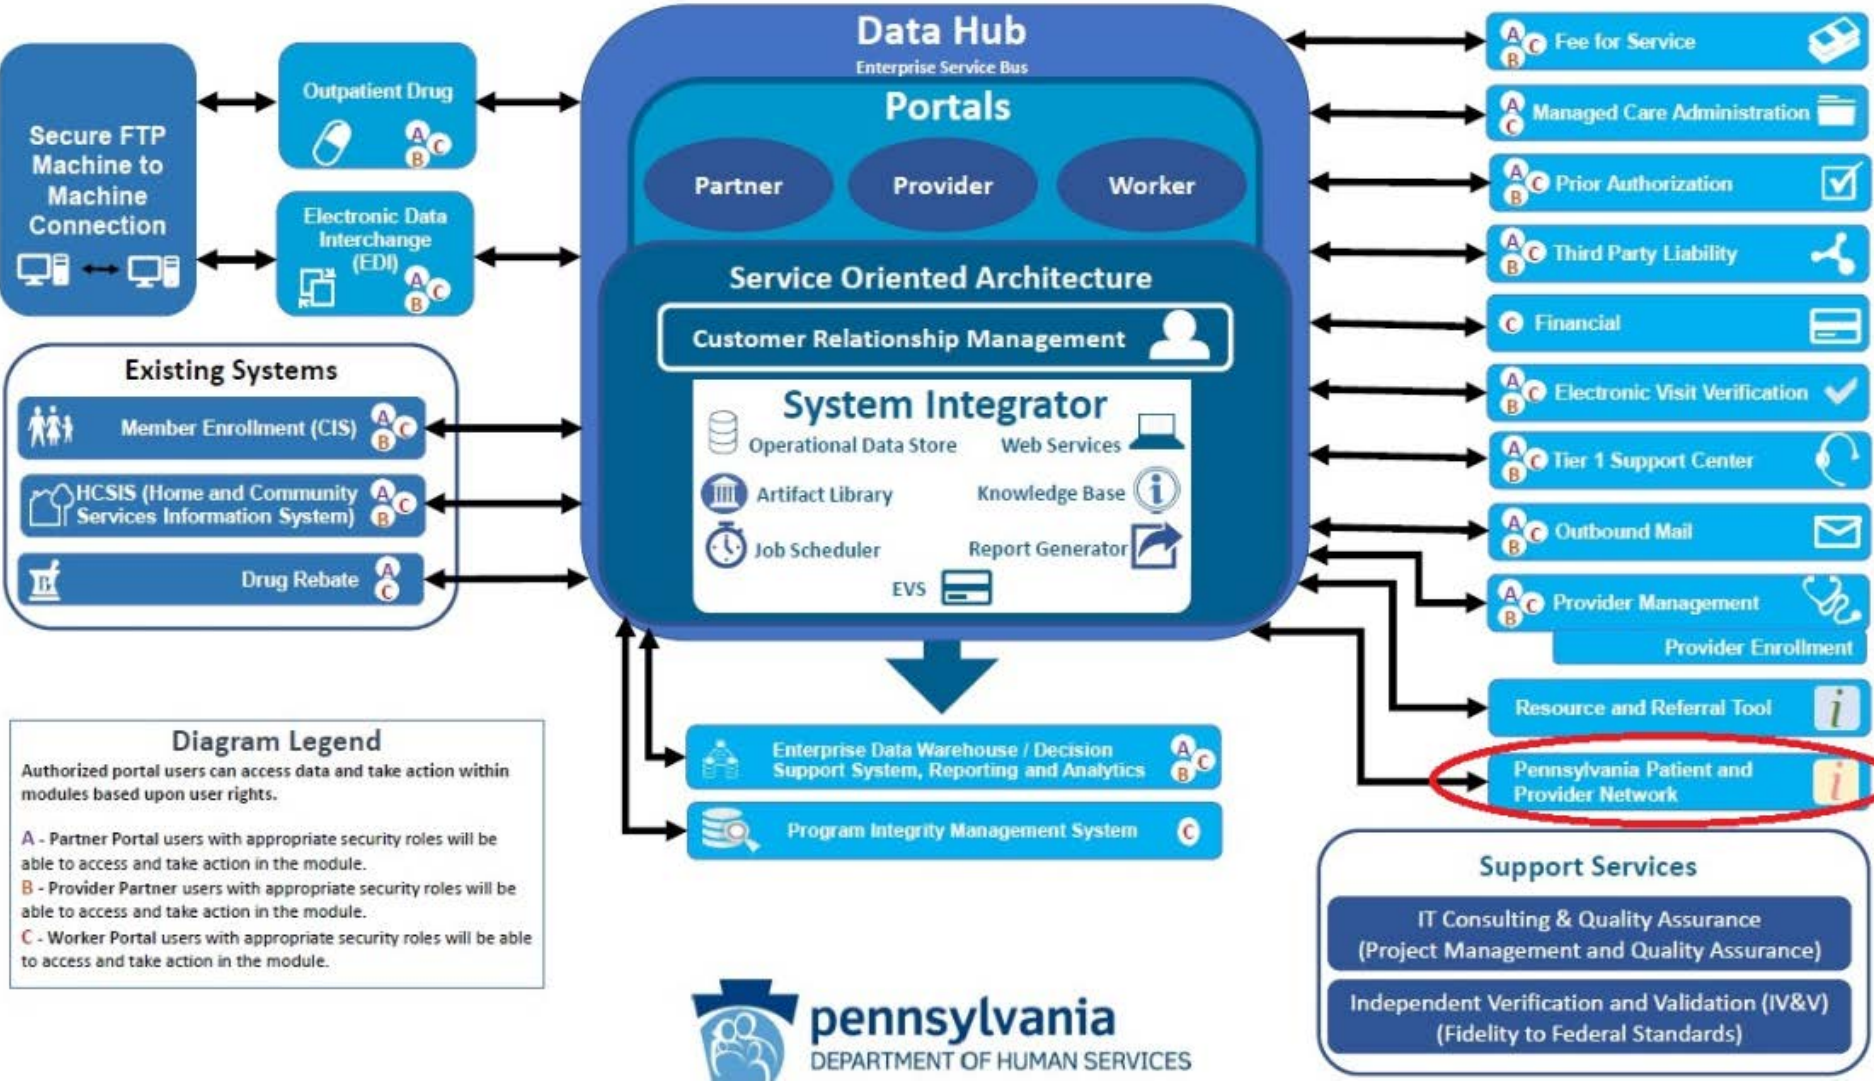 Data Hub
Enterprise Service Bus
Portals
Partner
Provider
Worker
Service Oriented Architecture
Customer Relationship Management
System Integrator
Operational Data Store
Web Services
Artifact Library
Knowledge Base
Job Scheduler
Report Generator
EVS
Secure FTP
Machine to
Machine
Connection
Outpatient Drug
A
C
B
Electronic Data
Interchange
(EDI)
A
C
B
Existing Systems
Member Enrollment (CIS)
A
C
B
HCSIS (Home and Community
Services Information System)
A
C
B
Drug Rebate
A
C
Diagram Legend
Authorized portal users can access data and take action within
modules based upon user rights.
A - Partner Portal users with appropriate security roles will be
able to access and take action in the module.
B - Provider Partner users with appropriate security roles will be
able to access and take action in the module.
C - Worker Portal users with appropriate security roles will be able
to access and take action in the module.
Enterprise Data Warehouse / Decision
Support System, Reporting and Analytics
A
C
B
Program Integrity Management System
C
A
C
B
Fee for Service
A
C
Managed Care Administration
A
C
B
Prior Authorization
A
C
B
Third Party Liability
C
Financial
A
C
B
Electronic Visit Verification
A
C
B
Tier 1 Support Center
A
C
B
Outbound Mail
A
C
B
Provider Management
Provider Enrollment
Resource and Referral Tool
i
Pennsylvania Patient and
Provider Network
i
Support Services
IT Consulting & Quality Assurance
(Project Management and Quality Assurance)
Independent Verification and Validation (IV&V)
(Fidelity to Federal Standards)
pennsylvania
DEPARTMENT OF HUMAN SERVICES